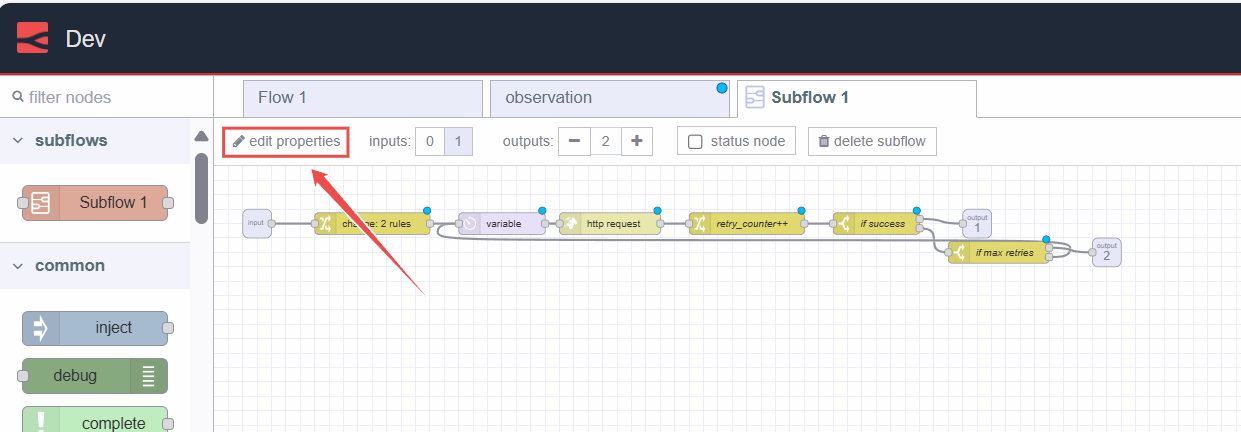 Dev
filter nodes
Flow 1
observation
Subflow 1
edit properties
inputs: 0 1
outputs: 2
status node
delete subflow
subflows
Subflow 1
common
inject
debug
complete
input
change: 2 rules
variable
http request
retry_counter++
if success
output
1
if max retries
output
2